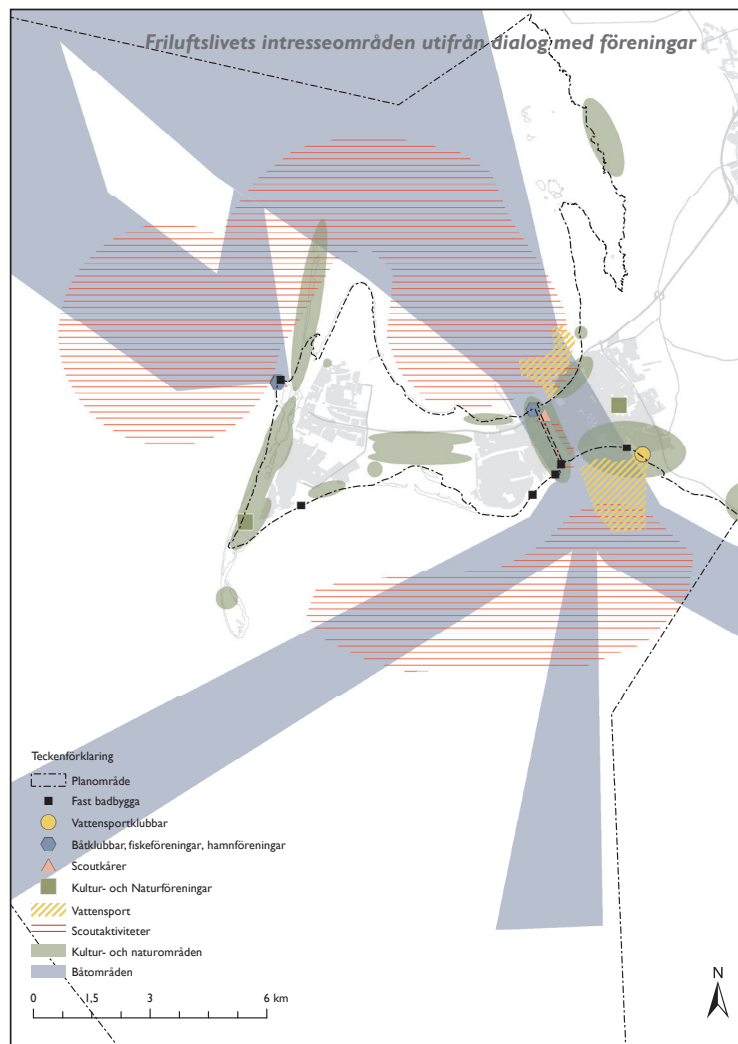 Friluftslivets intresseområden utifrån dialog med föreningar
Teckenförklaring
Planområde
Fast badbygga
Vattensportklubbar
Båtklubbar, fiskeföreningar, hamnföreningar
Scoutkårer
Kultur- och Naturföreningar
Vattensport
Scoutaktiviteter
Kultur- och naturområden
Båtområden
0 1,5 3 6 km
N